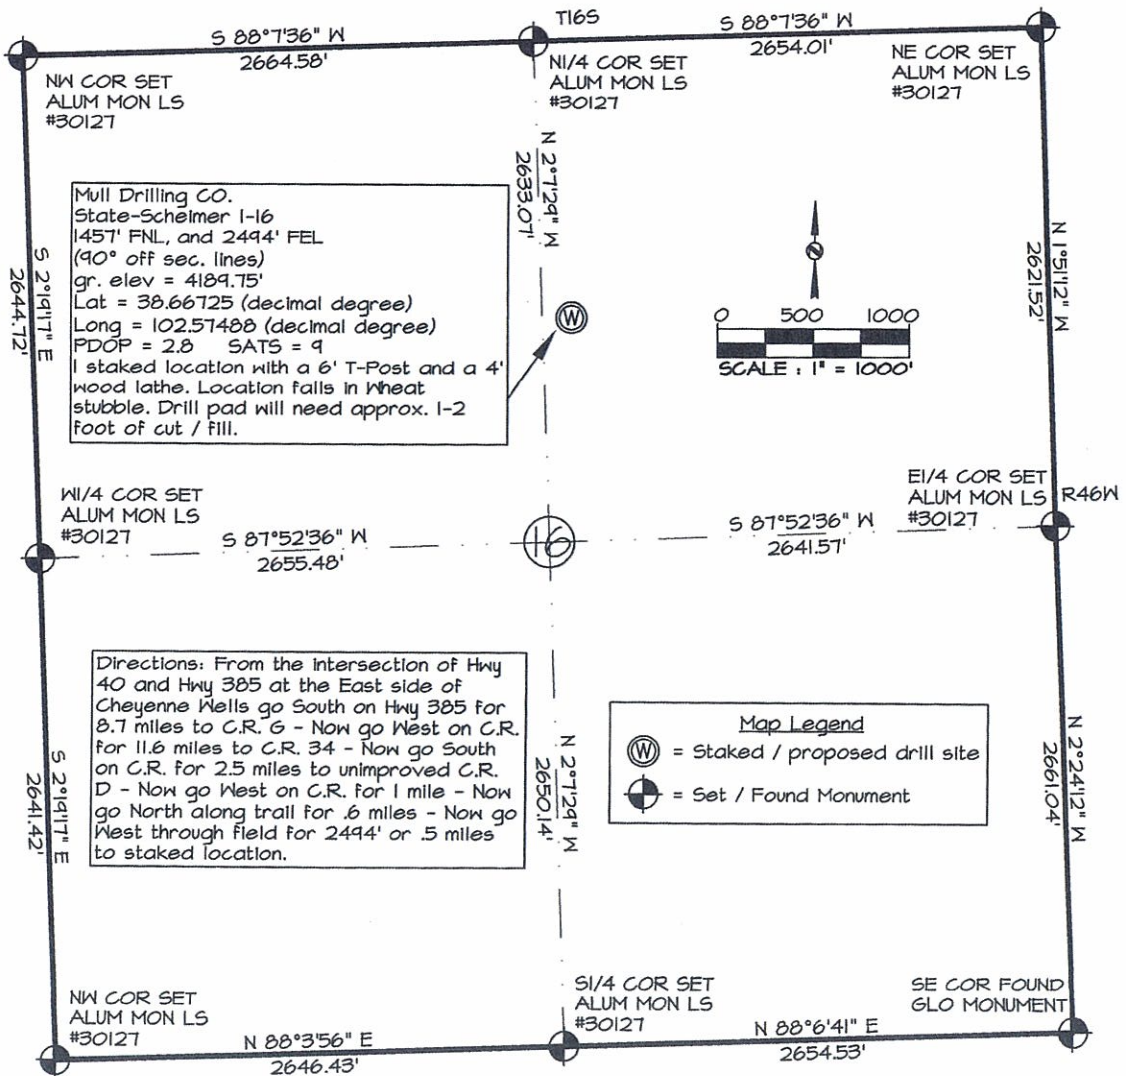 T16S
S 88°7'36" W
2664.58'
S 88°7'36" W
2654.01'
NW COR SET
ALUM MON LS
#30127
N1/4 COR SET
ALUM MON LS
#30127
NE COR SET
ALUM MON LS
#30127
N 2°7'29" W
2633.07'
Mull Drilling CO.
State-Scheimer 1-16
1457' FNL, and 2494' FEL
(90° off sec. lines)
gr. elev = 4189.75'
Lat = 38.66725 (decimal degree)
Long = 102.57488 (decimal degree)
PDOP = 2.8 SATS = 9
I staked location with a 6' T-Post and a 4'
wood lathe. Location falls in Wheat
stubble. Drill pad will need approx. 1-2
foot of cut / fill.
S 2°19'17" E
2644.72'
W
N
0 500 1000
SCALE : 1" = 1000'
N 1°51'12" W
2621.52'
W1/4 COR SET
ALUM MON LS
#30127
E1/4 COR SET
ALUM MON LS
#30127
R46W
S 87°52'36" W
2655.48'
16
S 87°52'36" W
2641.57'
Directions: From the intersection of Hwy
40 and Hwy 385 at the East side of
Cheyenne Wells go South on Hwy 385 for
8.7 miles to C.R. G - Now go West on C.R.
for 11.6 miles to C.R. 34 - Now go South
on C.R. for 2.5 miles to unimproved C.R.
D - Now go West on C.R. for 1 mile - Now
go North along trail for .6 miles - Now go
West through field for 2494' or .5 miles
to staked location.
S 2°19'17" E
2641.42'
N 2°7'29" W
2650.14'
Map Legend
W = Staked / proposed drill site
= Set / Found Monument
N 2°24'12" W
2661.04'
NW COR SET
ALUM MON LS
#30127
S1/4 COR SET
ALUM MON LS
#30127
SE COR FOUND
GLO MONUMENT
N 88°3'56" E
2646.43'
N 88°6'41" E
2654.53'